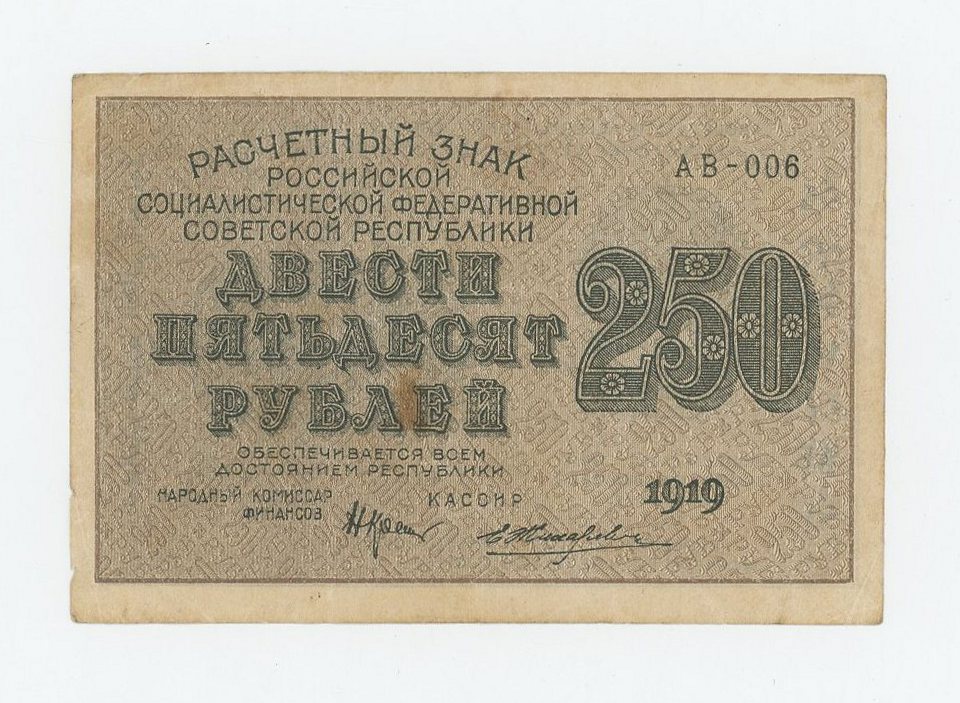 РАСЧЕТНЫЙ ЗНАК
РОССИЙСКОЙ
СОЦИАЛИСТИЧЕСКОЙ ФЕДЕРАТИВНОЙ
СОВЕТСКОЙ РЕСПУБЛИКИ
АВ-006
ДВЕСТИ
ПЯТЬДЕСЯТ
РУБЛЕЙ
250
ОБЕСПЕЧИВАЕТСЯ ВСЕМ
ДОСТОЯНИЕМ РЕСПУБЛИКИ
НАРОДНЫЙ КОМИССАР
ФИНАНСОВ
КАССИР
1919